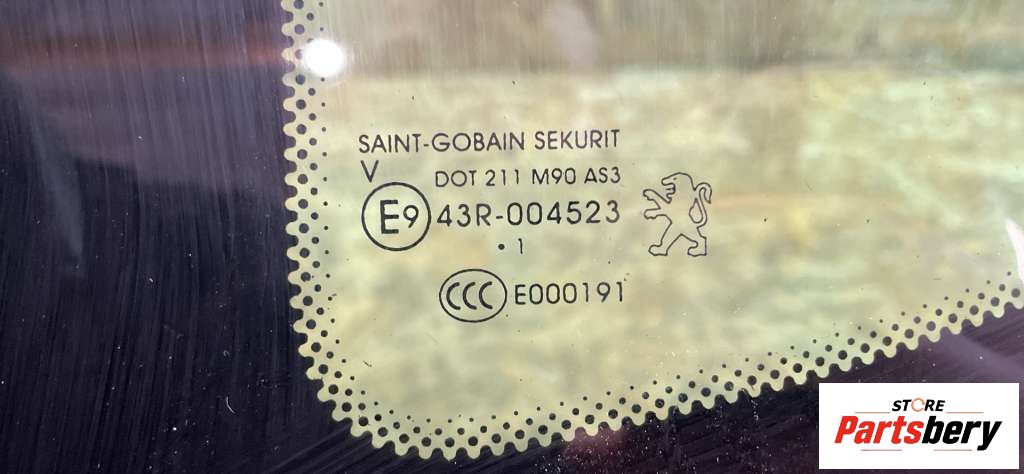 SAINT-GOBAIN SEKURIT
V
DOT 211 M90 AS3
E9 43R-004523
• 1
CCC E000191
STORE
Partsbery